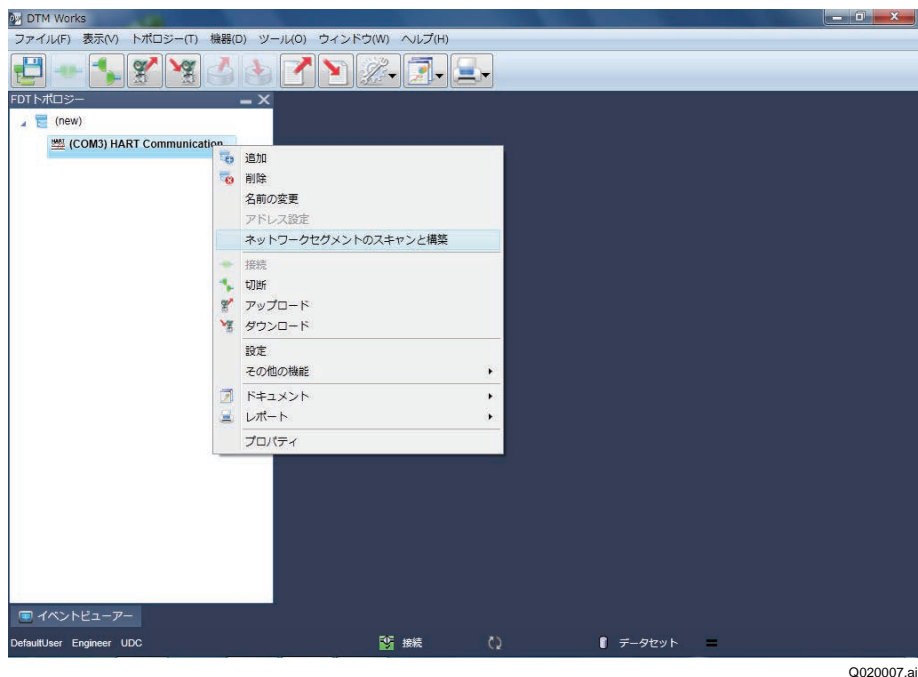 DTM Works
ファイル(F) 表示(V) トポロジー(T) 機器(D) ツール(O) ウィンドウ(W) ヘルプ(H)
FDTトポロジー
(new)
(COM3) HART Communication
追加
削除
名前の変更
アドレス設定
ネットワークセグメントのスキャンと構築
接続
切断
アップロード
ダウンロード
設定
その他の機能
ドキュメント
レポート
プロパティ
イベントビューアー
DefaultUser Engineer UDC 接続 データセット
Q020007.ai